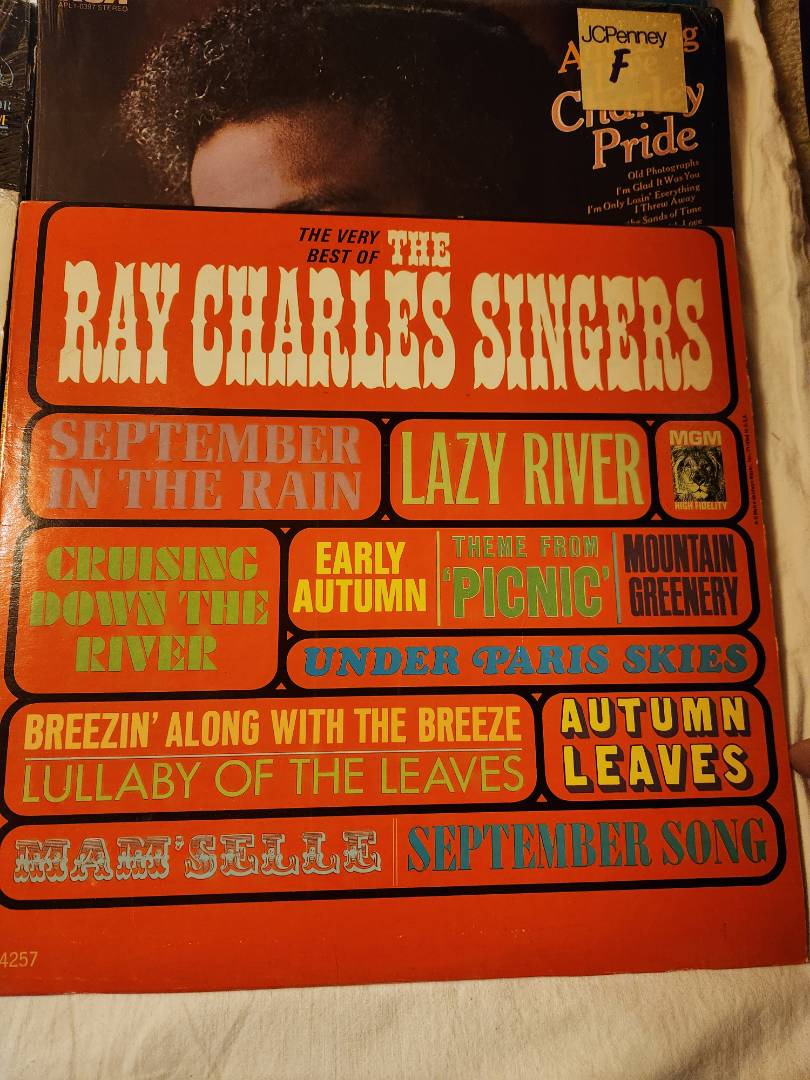 APL1-0397 STEREO
JCPenney
F
Charley
Pride
Old Photographs
I'm Glad It Was You
I'm Only Losin' Everything
I Threw Away
the Sands of Time
Love
THE VERY
BEST OF
THE
RAY CHARLES SINGERS
SEPTEMBER
IN THE RAIN
LAZY RIVER
MGM
HIGH FIDELITY
CRUISING
DOWN THE
RIVER
EARLY
AUTUMN
THEME FROM
'PICNIC'
MOUNTAIN
GREENERY
UNDER PARIS SKIES
BREEZIN' ALONG WITH THE BREEZE
LULLABY OF THE LEAVES
AUTUMN
LEAVES
MAM'SELLE
SEPTEMBER SONG
4257